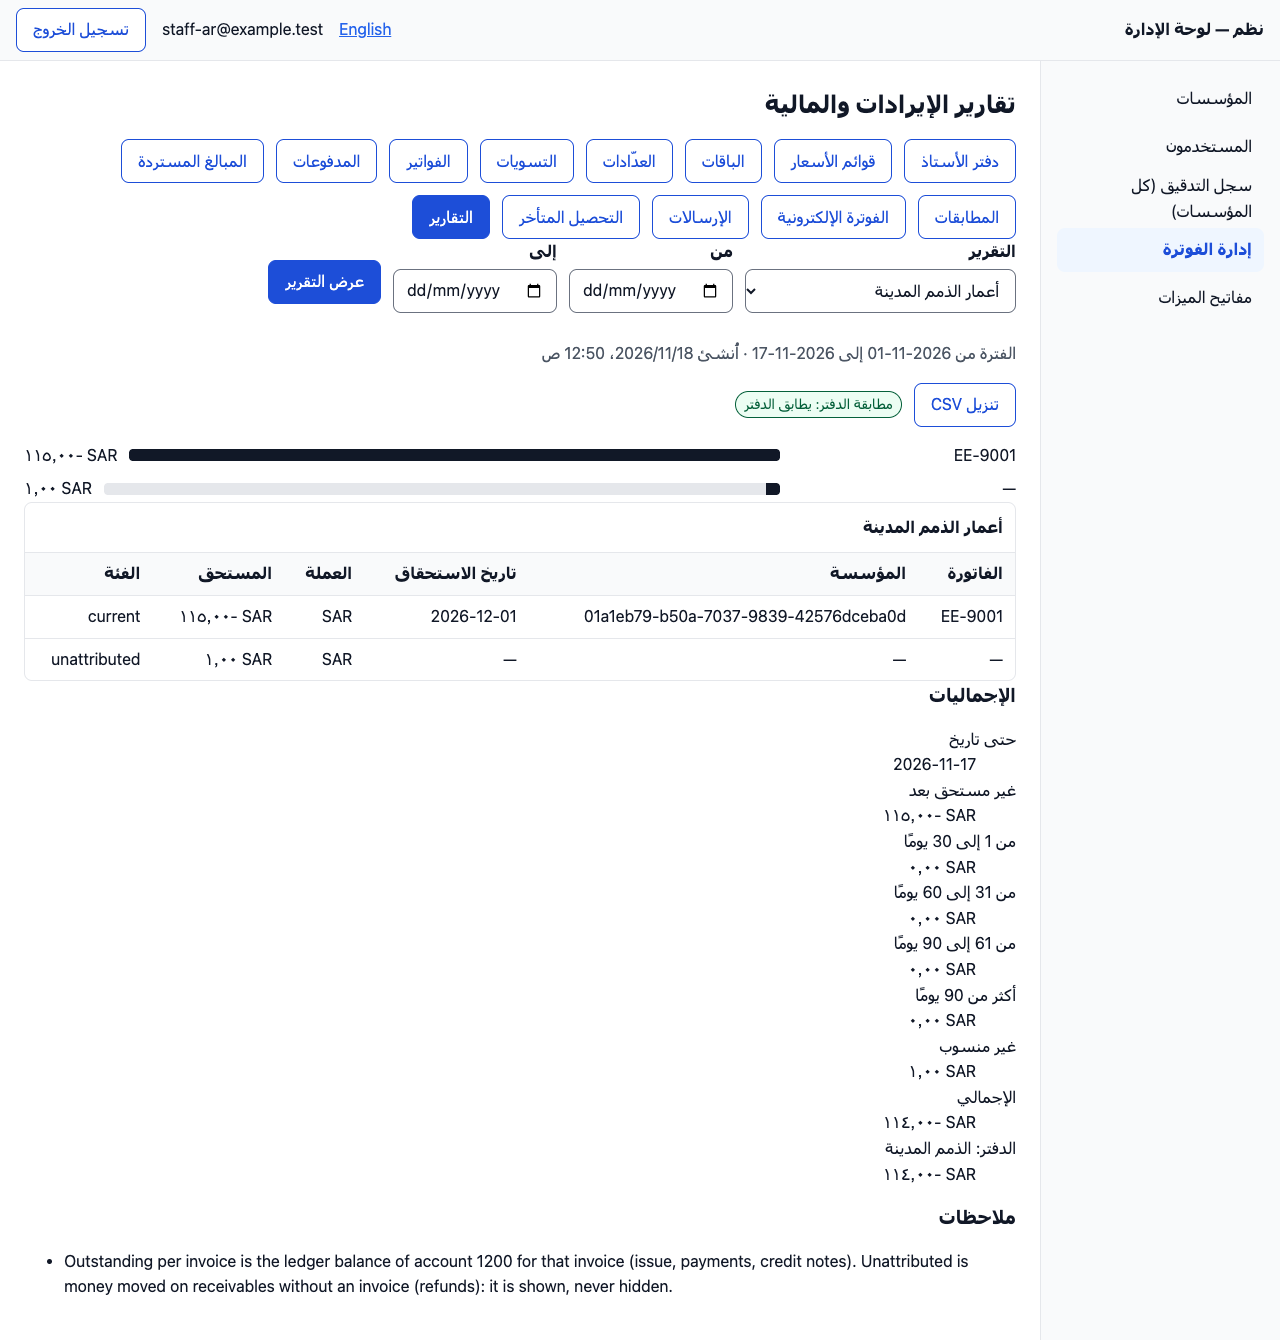 نظم — لوحة الإدارة
English
staff-ar@example.test
تسجيل الخروج
المؤسسات
المستخدمون
سجل التدقيق (كل
المؤسسات)
إدارة الفوترة
مفاتيح الميزات
تقارير الإيرادات والمالية
دفتر الأستاذ
قوائم الأسعار
الباقات
العدّادات
التسويات
الفواتير
المدفوعات
المبالغ المستردة
المطابقات
الفوترة الإلكترونية
الإرسالات
التحصيل المتأخر
التقارير
التقرير
من
إلى
أعمار الذمم المدينة
dd/mm/yyyy
dd/mm/yyyy
عرض التقرير
الفترة من 2026-11-01 إلى 2026-11-17 · أُنشئ 2026/11/18، 12:50 ص
تنزيل CSV
مطابقة الدفتر: يطابق الدفتر
EE-9001
١١٥,٠٠- SAR
—
١,٠٠ SAR
أعمار الذمم المدينة
الفاتورة المؤسسة تاريخ الاستحقاق العملة المستحق الفئة
EE-9001 01a1eb79-b50a-7037-9839-42576dceba0d 2026-12-01 SAR ١١٥,٠٠- SAR current
— — — SAR ١,٠٠ SAR unattributed
الإجماليات
حتى تاريخ
2026-11-17
غير مستحق بعد
١١٥,٠٠- SAR
من 1 إلى 30 يومًا
٠,٠٠ SAR
من 31 إلى 60 يومًا
٠,٠٠ SAR
من 61 إلى 90 يومًا
٠,٠٠ SAR
أكثر من 90 يومًا
٠,٠٠ SAR
غير منسوب
١,٠٠ SAR
الإجمالي
١١٤,٠٠- SAR
الدفتر: الذمم المدينة
١١٤,٠٠- SAR
ملاحظات
• Outstanding per invoice is the ledger balance of account 1200 for that invoice (issue, payments, credit notes). Unattributed is
money moved on receivables without an invoice (refunds): it is shown, never hidden.